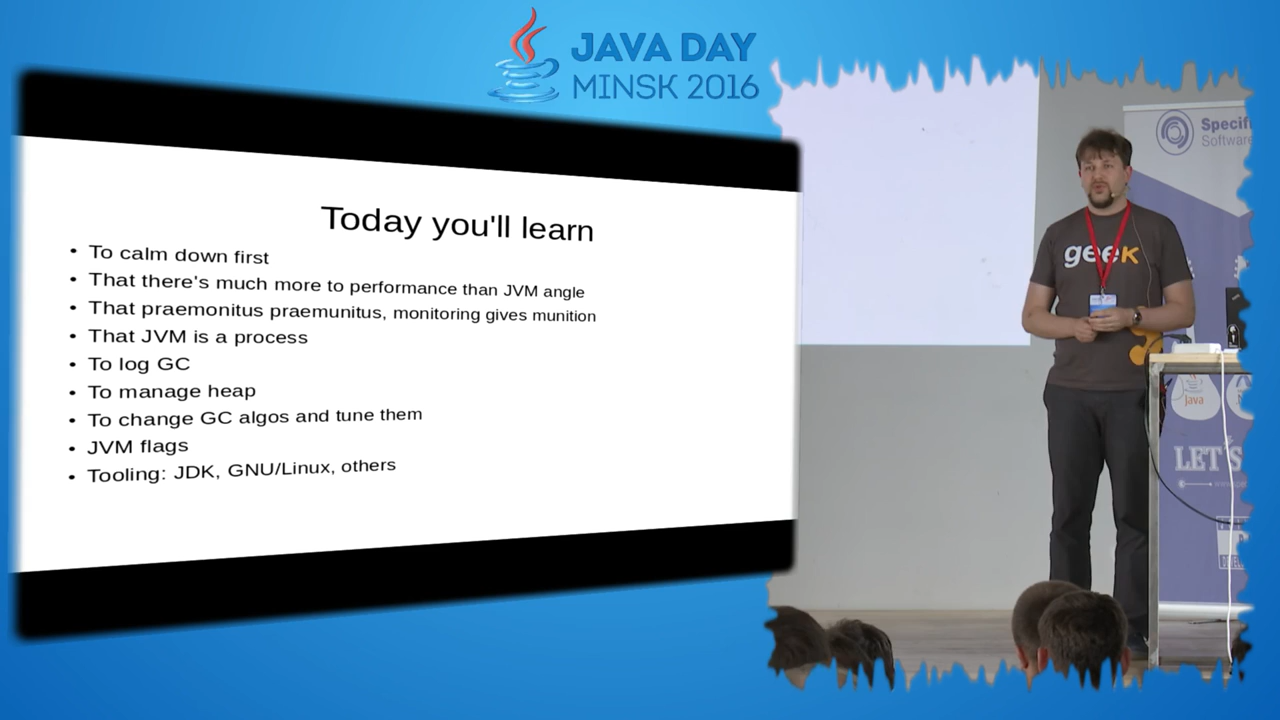 JAVA DAY
MINSK 2016
Today you'll learn
• To calm down first
• That there's much more to performance than JVM angle
• That praemonitus praemunitus, monitoring gives munition
• That JVM is a process
• To log GC
• To manage heap
• To change GC algos and tune them
• JVM flags
• Tooling: JDK, GNU/Linux, others
Software
geek
Java
LET'S